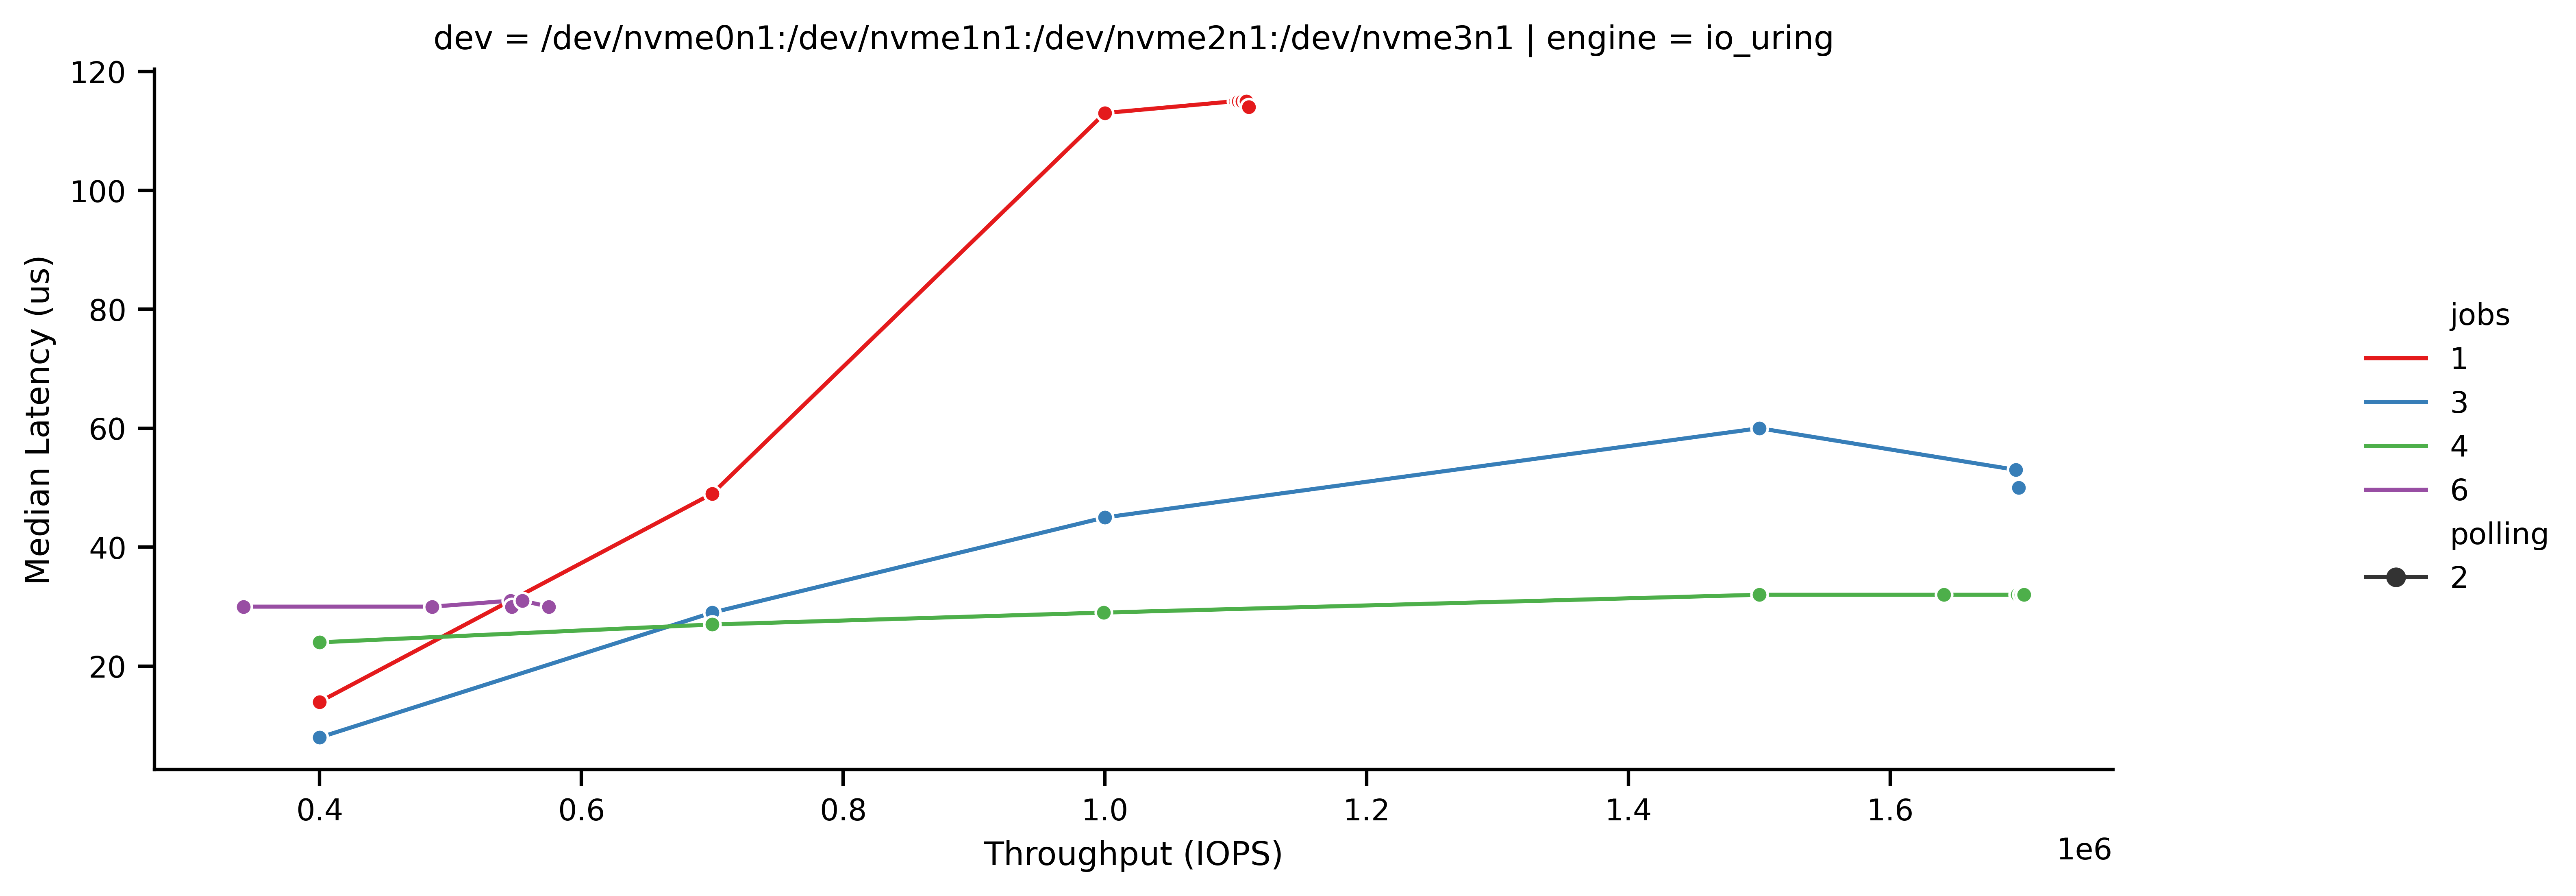 dev = /dev/nvme0n1:/dev/nvme1n1:/dev/nvme2n1:/dev/nvme3n1 | engine = io_uring
120
100
80
60
40
20
Median Latency (us)
0.4 0.6 0.8 1.0 1.2 1.4 1.6
1e6
Throughput (IOPS)
jobs
1
3
4
6
polling
2